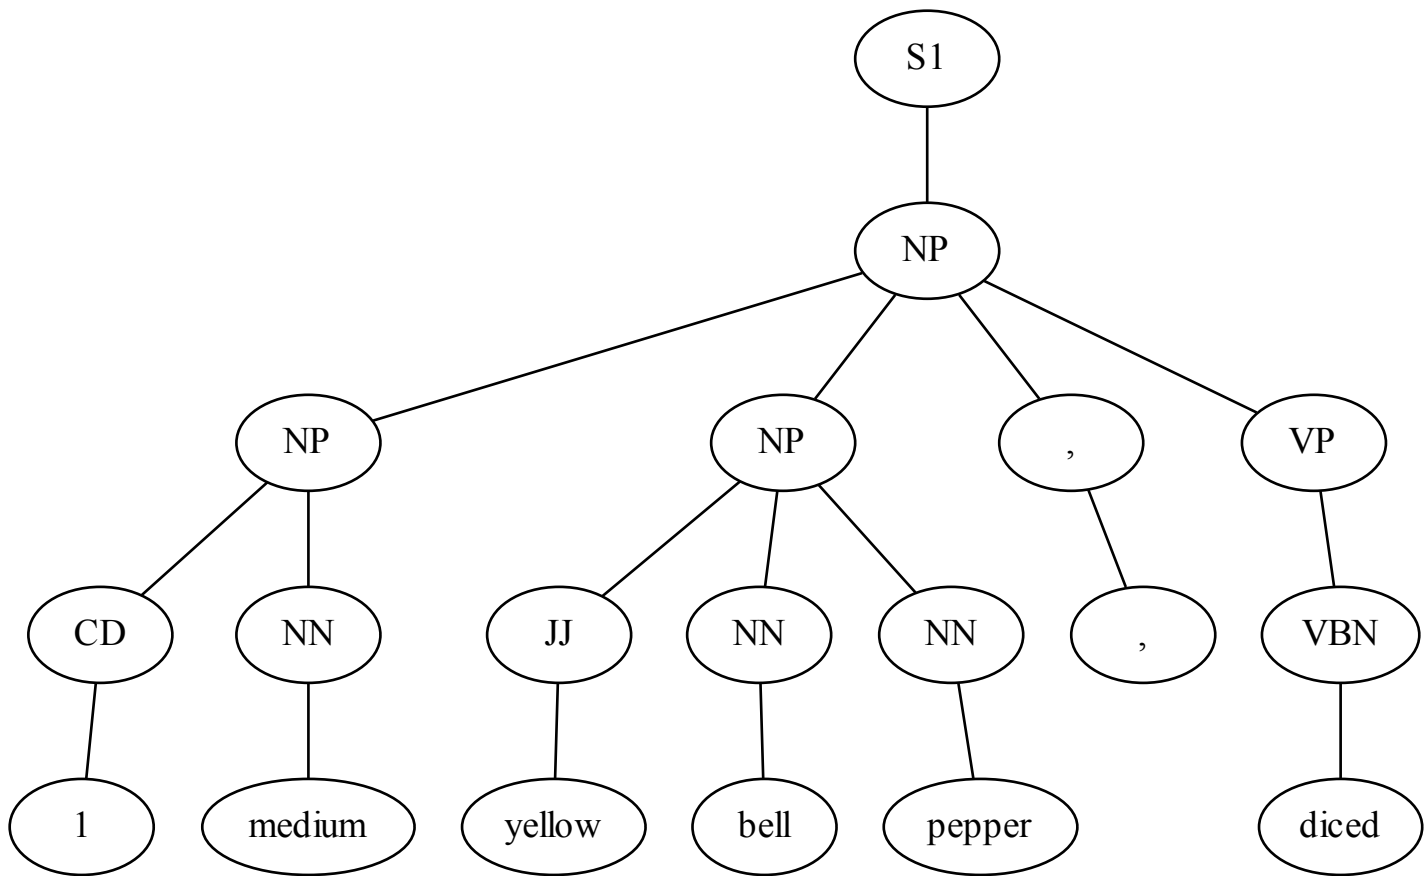 S1
NP
NP NP , VP
CD NN JJ NN NN , VBN
1 medium yellow bell pepper diced